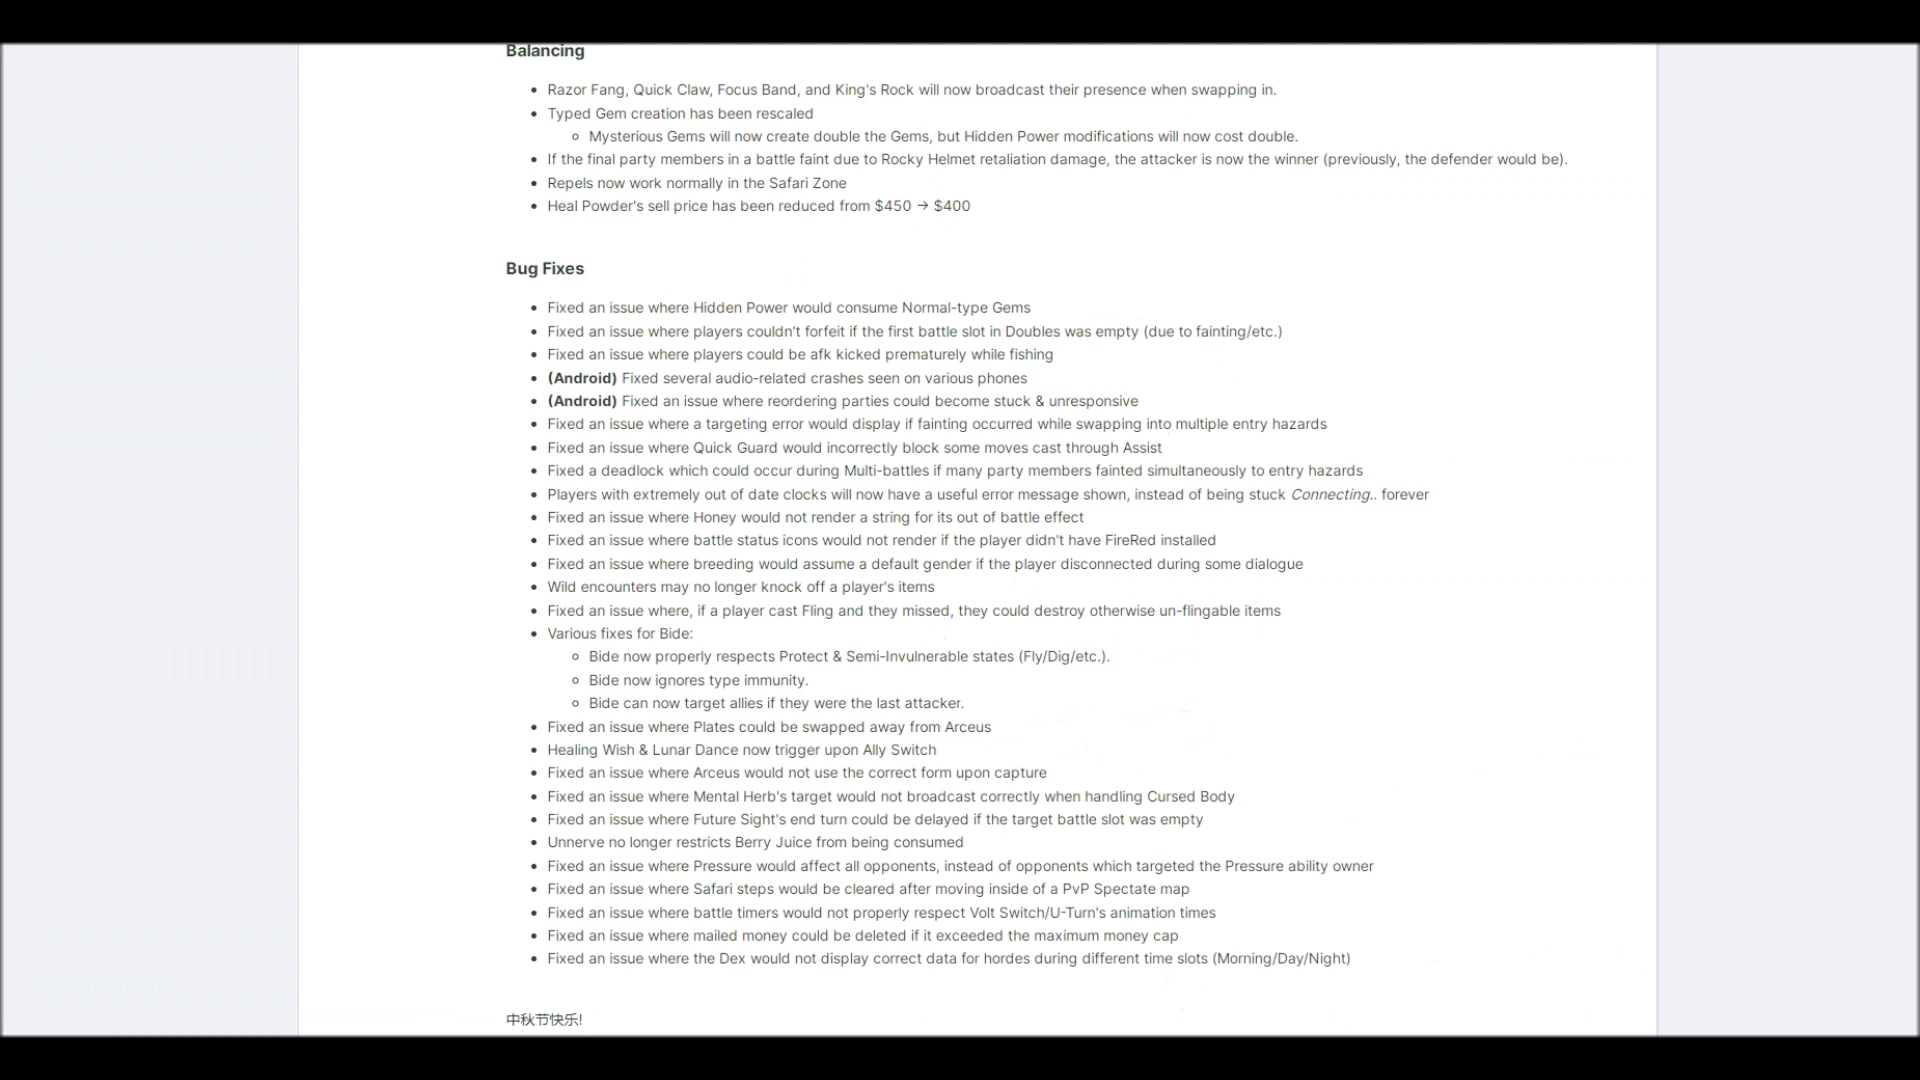 Balancing
• Razor Fang, Quick Claw, Focus Band, and King's Rock will now broadcast their presence when swapping in.
• Typed Gem creation has been rescaled
◦ Mysterious Gems will now create double the Gems, but Hidden Power modifications will now cost double.
• If the final party members in a battle faint due to Rocky Helmet retaliation damage, the attacker is now the winner (previously, the defender would be).
• Repels now work normally in the Safari Zone
• Heal Powder's sell price has been reduced from $450 → $400
Bug Fixes
• Fixed an issue where Hidden Power would consume Normal-type Gems
• Fixed an issue where players couldn't forfeit if the first battle slot in Doubles was empty (due to fainting/etc.)
• Fixed an issue where players could be afk kicked prematurely while fishing
• (Android) Fixed several audio-related crashes seen on various phones
• (Android) Fixed an issue where reordering parties could become stuck & unresponsive
• Fixed an issue where a targeting error would display if fainting occurred while swapping into multiple entry hazards
• Fixed an issue where Quick Guard would incorrectly block some moves cast through Assist
• Fixed a deadlock which could occur during Multi-battles if many party members fainted simultaneously to entry hazards
• Players with extremely out of date clocks will now have a useful error message shown, instead of being stuck Connecting.. forever
• Fixed an issue where Honey would not render a string for its out of battle effect
• Fixed an issue where battle status icons would not render if the player didn't have FireRed installed
• Fixed an issue where breeding would assume a default gender if the player disconnected during some dialogue
• Wild encounters may no longer knock off a player's items
• Fixed an issue where, if a player cast Fling and they missed, they could destroy otherwise un-flingable items
• Various fixes for Bide:
◦ Bide now properly respects Protect & Semi-Invulnerable states (Fly/Dig/etc.).
◦ Bide now ignores type immunity.
◦ Bide can now target allies if they were the last attacker.
• Fixed an issue where Plates could be swapped away from Arceus
• Healing Wish & Lunar Dance now trigger upon Ally Switch
• Fixed an issue where Arceus would not use the correct form upon capture
• Fixed an issue where Mental Herb's target would not broadcast correctly when handling Cursed Body
• Fixed an issue where Future Sight's end turn could be delayed if the target battle slot was empty
• Unnerve no longer restricts Berry Juice from being consumed
• Fixed an issue where Pressure would affect all opponents, instead of opponents which targeted the Pressure ability owner
• Fixed an issue where Safari steps would be cleared after moving inside of a PvP Spectate map
• Fixed an issue where battle timers would not properly respect Volt Switch/U-Turn's animation times
• Fixed an issue where mailed money could be deleted if it exceeded the maximum money cap
• Fixed an issue where the Dex would not display correct data for hordes during different time slots (Morning/Day/Night)
中秋节快乐!